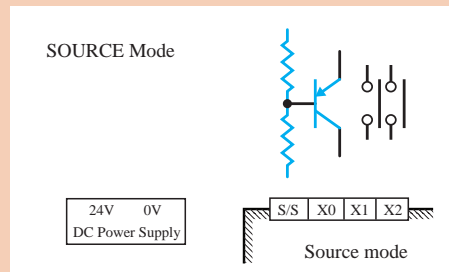 SOURCE Mode
24V 0V
DC Power Supply
S/S X0 X1 X2
Source mode